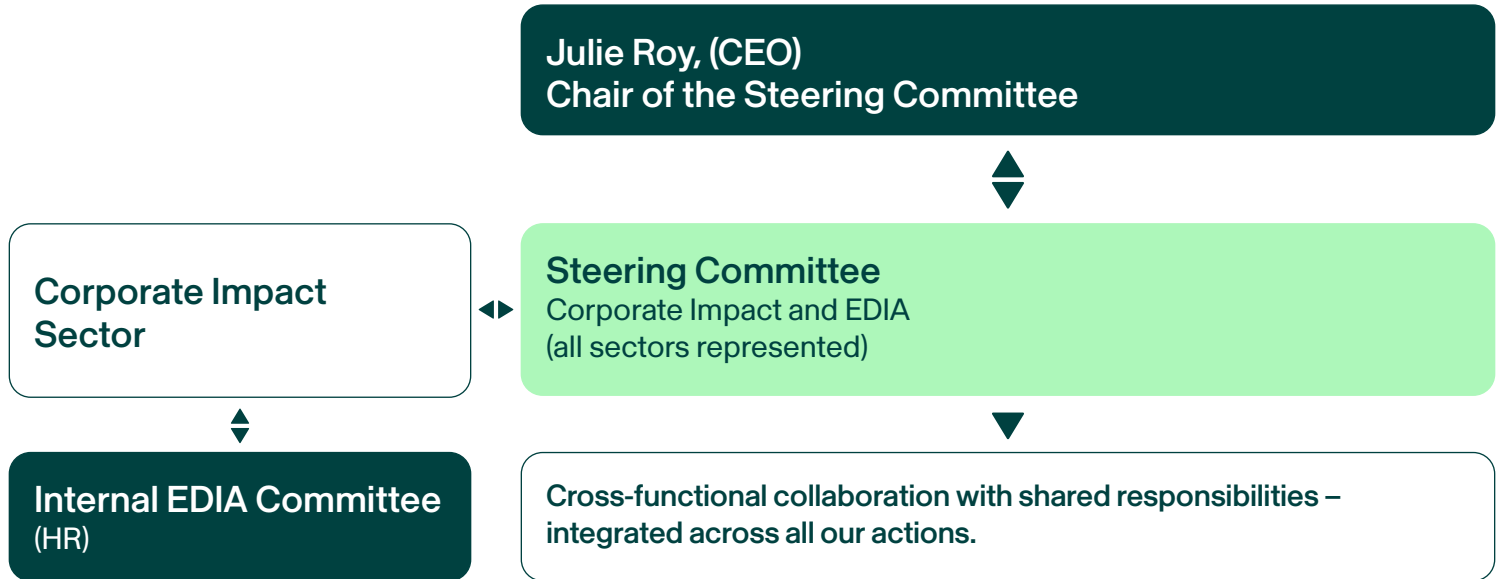 Julie Roy, (CEO)
Chair of the Steering Committee
Corporate Impact
Sector
Steering Committee
Corporate Impact and EDIA
(all sectors represented)
Internal EDIA Committee
(HR)
Cross-functional collaboration with shared responsibilities –
integrated across all our actions.